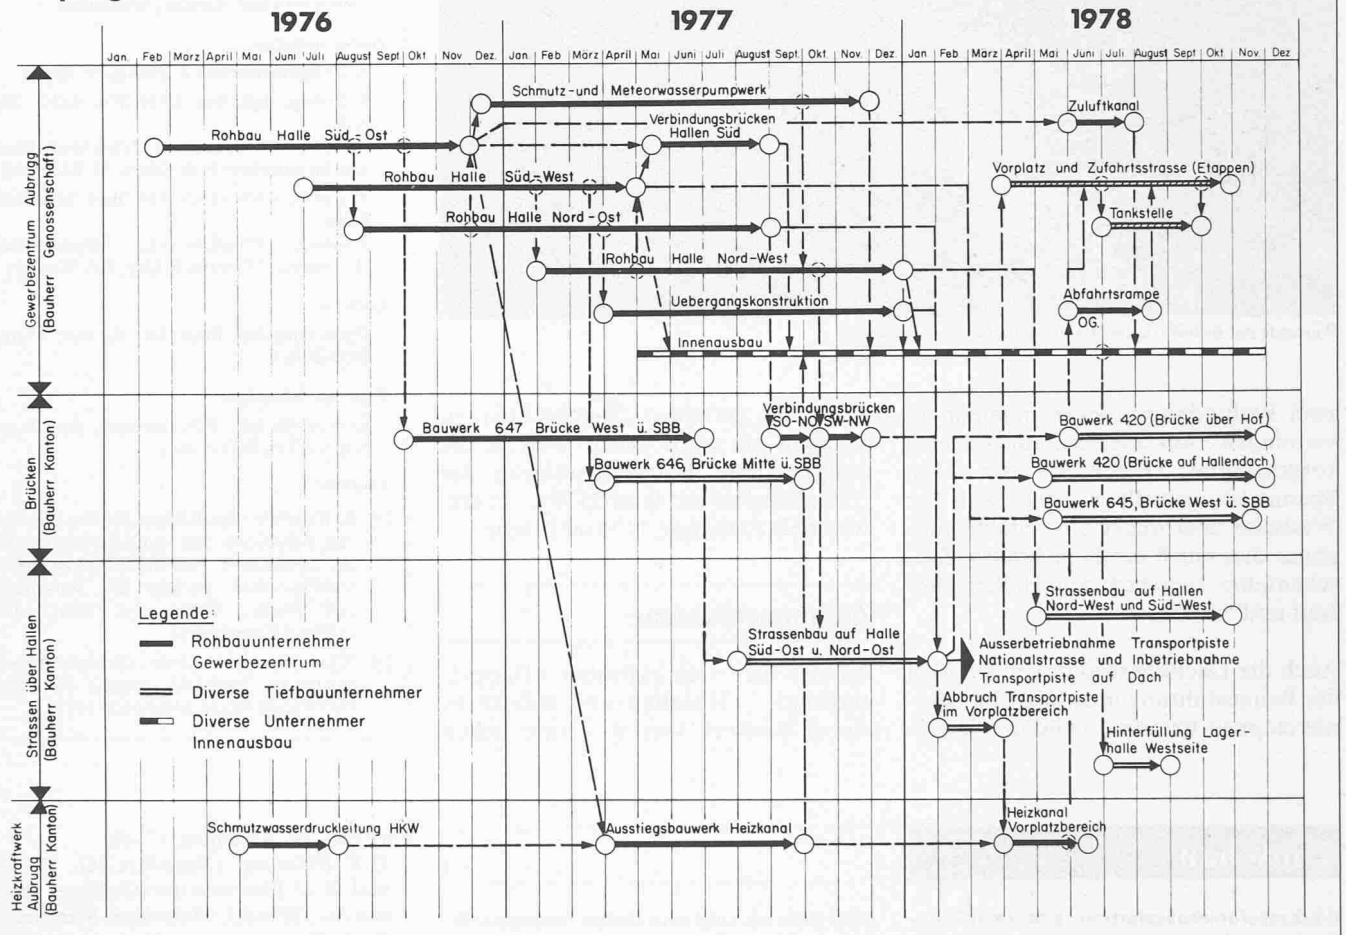 1976
1977
1978
Jan. Feb März April Mai Juni Juli August Sept Okt. Nov. Dez.
Jan. Feb März April Mai Juni Juli August Sept. Okt. Nov. Dez.
Jan Feb. März April Mai Juni Juli August Sept Okt. Nov. Dez
Gewerbezentrum Aubrugg
(Bauherr Genossenschaft)
Schmutz-und Meteorwasserpumpwerk
Zuluftkanal
Verbindungsbrücken
Hallen Süd
Rohbau Halle Süd-Ost
Vorplatz und Zufahrtsstrasse (Etappen)
Rohbau Halle Süd-West
Rohbau Halle Nord-Ost
Tankstelle
Rohbau Halle Nord-West
Uebergangskonstruktion
Abfahrtsrampe
OG.
Innenausbau
Brücken
(Bauherr Kanton)
Verbindungsbrücken
SO-NO SW-NW
Bauwerk 647 Brücke West ü. SBB
Bauwerk 420 (Brücke über Hof)
Bauwerk 646, Brücke Mitte ü. SBB
Bauwerk 420 (Brücke auf Hallendach)
Bauwerk 645, Brücke West ü. SBB
Strassen über Hallen
(Bauherr Kanton)
Legende:
Rohbauunternehmer
Gewerbezentrum
Diverse Tiefbauunternehmer
Diverse Unternehmer
Innenausbau
Strassenbau auf Hallen
Nord-West und Süd-West
Strassenbau auf Halle
Süd-Ost u. Nord-Ost
Ausserbetriebnahme Transportpiste
Nationalstrasse und Inbetriebnahme
Transportpiste auf Dach
Abbruch Transportpiste
im Vorplatzbereich
Hinterfüllung Lager-
halle Westseite
Heizkraftwerk
Aubrugg
(Bauherr Kanton)
Schmutzwasserdruckleitung HKW
Ausstiegsbauwerk Heizkanal
Heizkanal
Vorplatzbereich